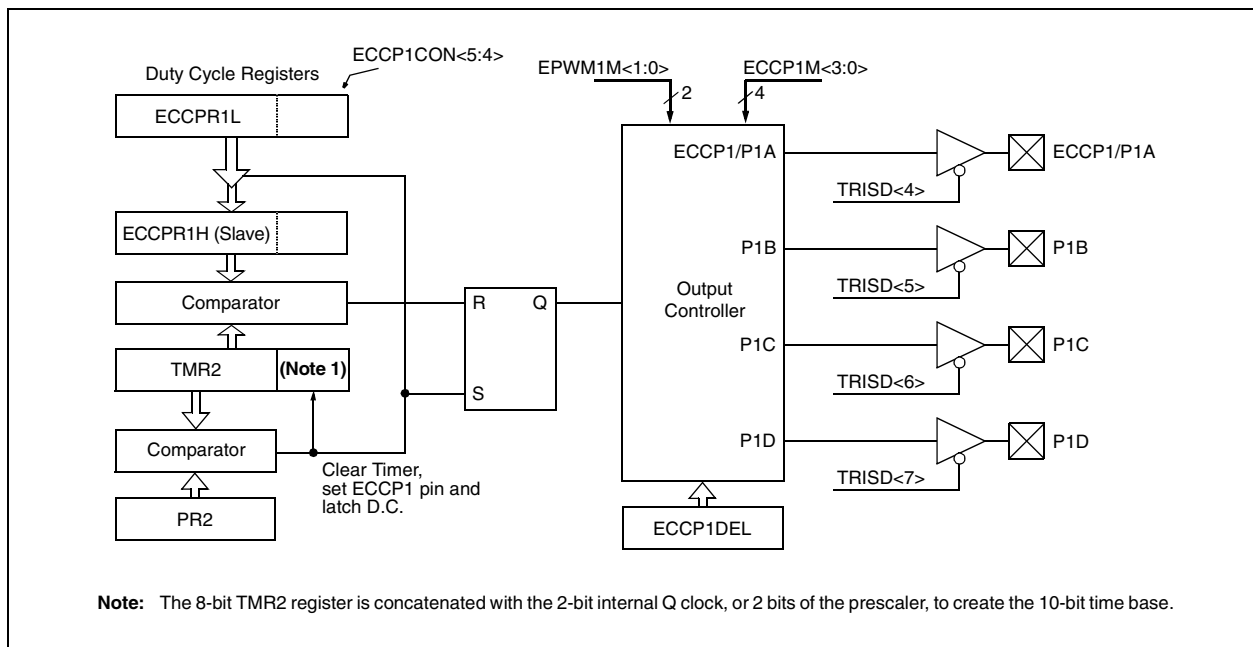 ECCP1CON<5:4>
Duty Cycle Registers
ECCPR1L
ECCPR1H (Slave)
Comparator
TMR2
(Note 1)
Comparator
PR2
Clear Timer,
set ECCP1 pin and
latch D.C.
R
Q
S
EPWM1M<1:0>
2
ECCP1M<3:0>
4
Output
Controller
ECCP1/P1A
P1B
P1C
P1D
ECCP1DEL
TRISD<4>
ECCP1/P1A
TRISD<5>
P1B
TRISD<6>
P1C
TRISD<7>
P1D
Note: The 8-bit TMR2 register is concatenated with the 2-bit internal Q clock, or 2 bits of the prescaler, to create the 10-bit time base.